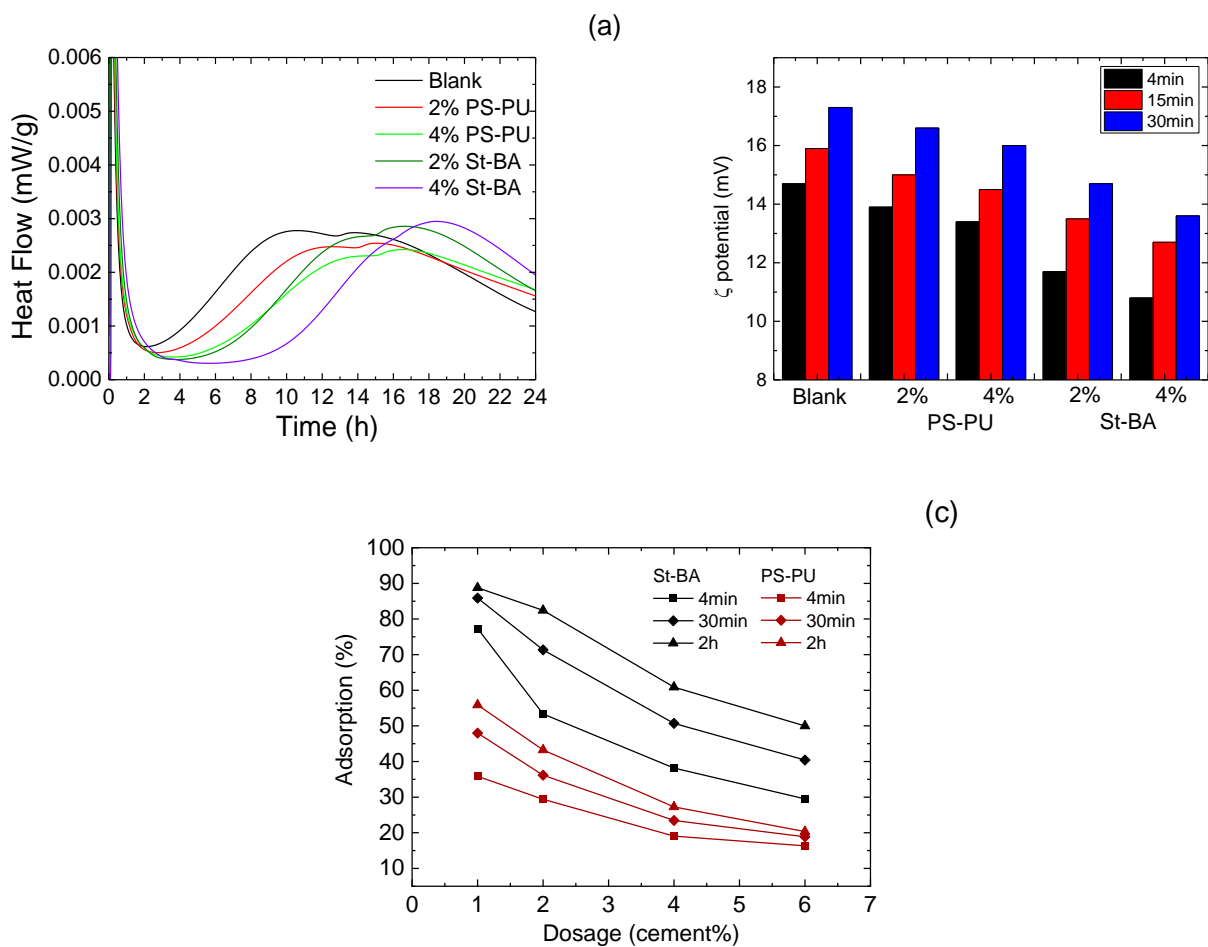 (a)
0.006
0.005
0.004
0.003
0.002
0.001
0.000
Heat Flow (mW/g)
Blank
2% PS-PU
4% PS-PU
2% St-BA
4% St-BA
0 2 4 6 8 10 12 14 16 18 20 22 24
Time (h)
18
16
14
12
10
8
ζ potential (mV)
4min
15min
30min
Blank 2% 4% 2% 4%
PS-PU St-BA
(c)
100
90
80
70
60
50
40
30
20
10
Adsorption (%)
St-BA PS-PU
4min 4min
30min 30min
2h 2h
0 1 2 3 4 5 6 7
Dosage (cement%)